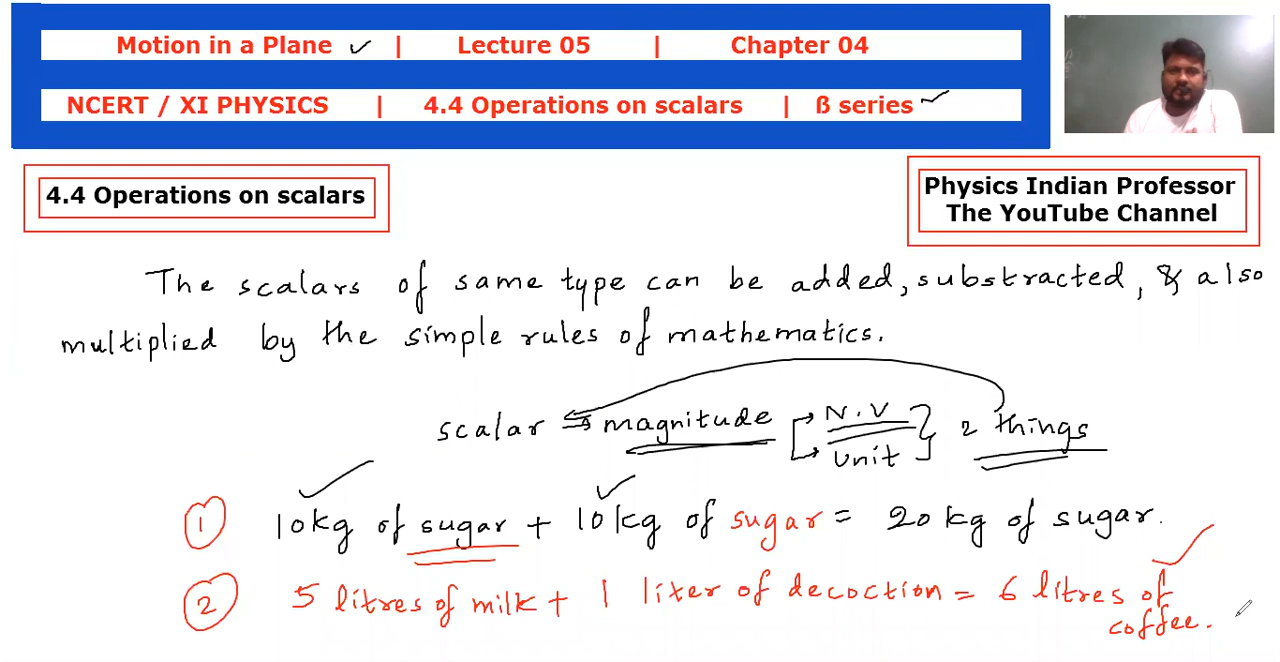 Motion in a Plane | Lecture 05 | Chapter 04
NCERT / XI PHYSICS | 4.4 Operations on scalars | ß series
4.4 Operations on scalars
Physics Indian Professor
The YouTube Channel
The scalars of same type can be added, substracted, & also
multiplied by the simple rules of mathematics.
scalar ⇒ magnitude [ N.V } 2 things
Unit
1 10kg of sugar + 10kg of sugar = 20 kg of sugar.
2 5 litres of milk + 1 liter of decoction = 6 litres of
coffee.